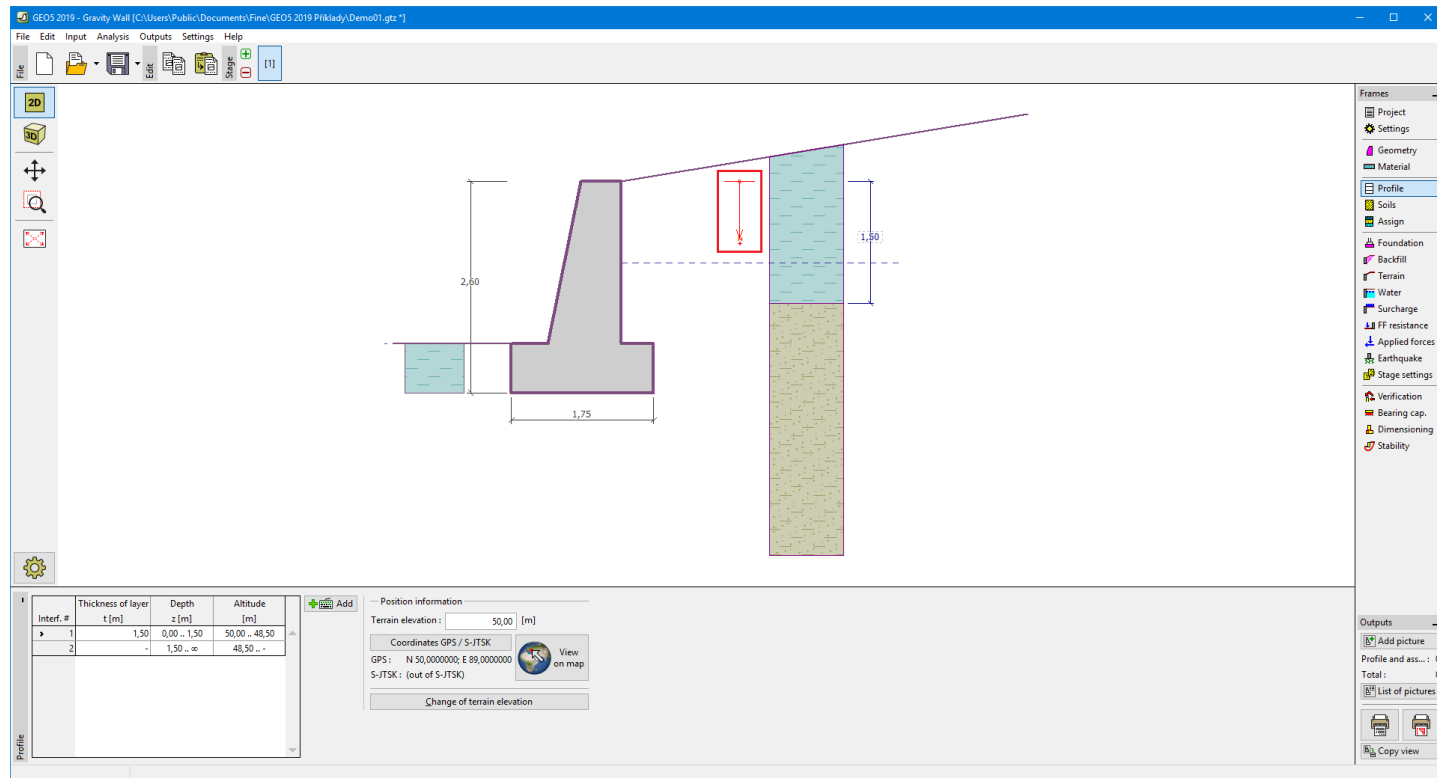 GEO5 2019 - Gravity Wall [C:\Users\Public\Documents\Fine\GEO5 2019 Příklady\Demo01.gtz *]
File Edit Input Analysis Outputs Settings Help
File
Edit
Stage
[1]
2D
3D
2,60
1,75
1,50
Frames
Project
Settings
Geometry
Material
Profile
Soils
Assign
Foundation
Backfill
Terrain
Water
Surcharge
FF resistance
Applied forces
Earthquake
Stage settings
Verification
Bearing cap.
Dimensioning
Stability
Outputs
Add picture
Profile and ass... : 0
Total : 0
List of pictures
Copy view
Profile
Thickness of layer Depth Altitude
Interf. # t [m] z [m] [m]
1 1,50 0,00 .. 1,50 50,00 .. 48,50
2 - 1,50 .. ∞ 48,50 .. -
Add
Position information
Terrain elevation : 50,00 [m]
Coordinates GPS / S-JTSK
GPS : N 50,0000000; E 89,0000000
S-JTSK : (out of S-JTSK)
View
on map
Change of terrain elevation